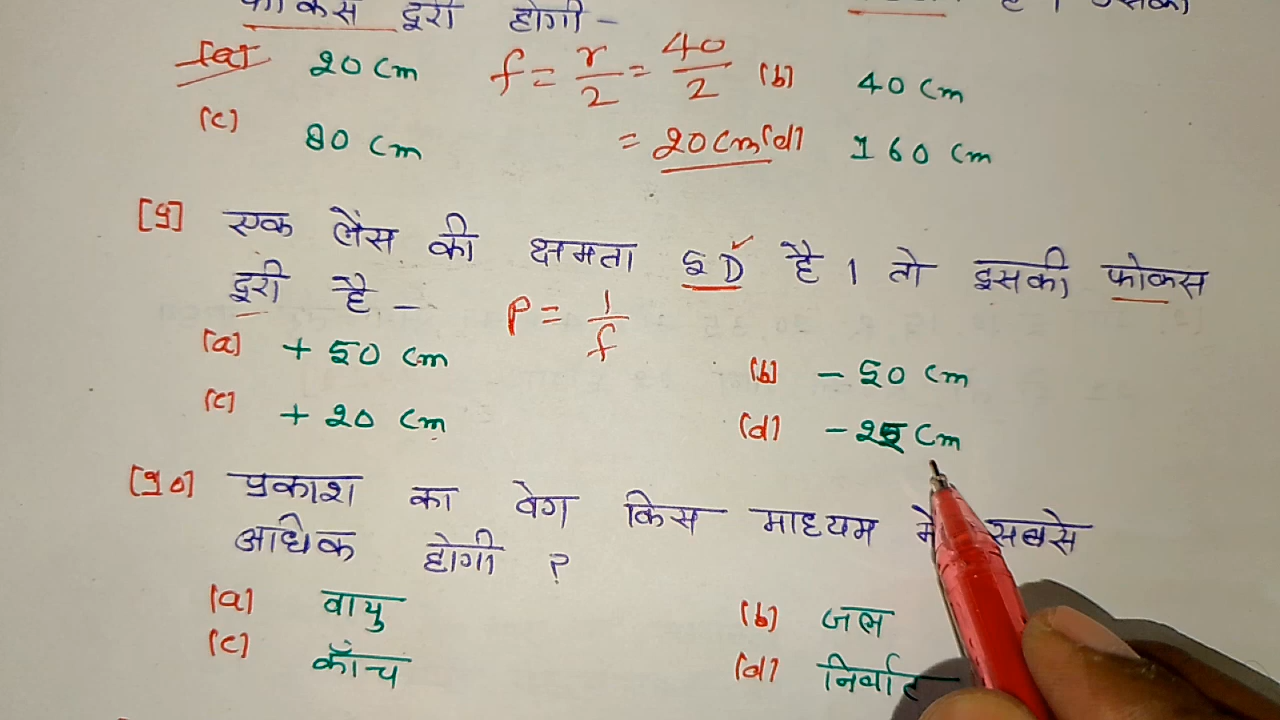 फोकस दूरी होगी -
(a) 20 cm f = r/2 = 40/2 (b) 40 cm
(c) 80 cm = 20 cm (d) 160 cm
[9] एक लेंस की क्षमता 5 D है । तो इसकी फोकस
दूरी है - P = 1/f
(a) + 50 cm (b) - 50 cm
(c) + 20 cm (d) - 25 cm
[10] प्रकाश का वेग किस माध्यम में सबसे
अधिक होगी ?
(a) वायु (b) जल
(c) काँच (d) निर्वात